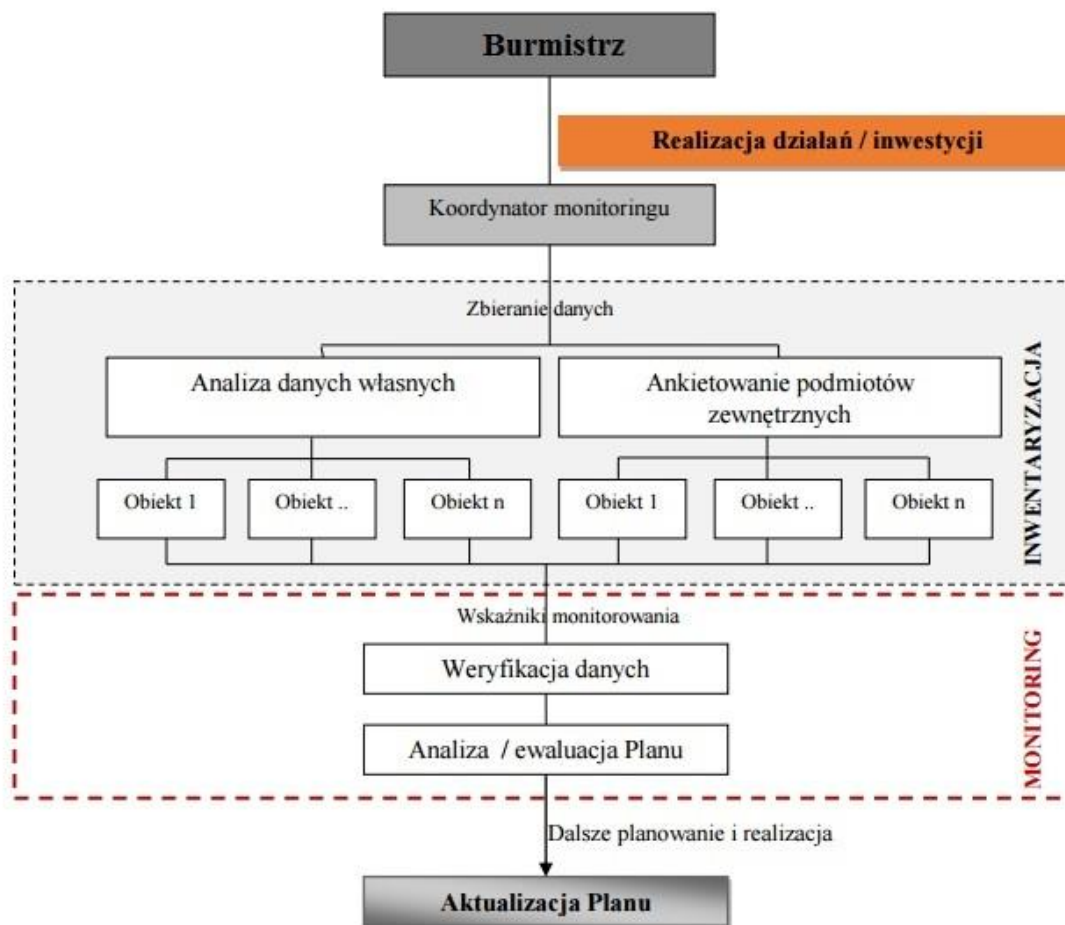 Burmistrz
Realizacja działań / inwestycji
Koordynator monitoringu
Zbieranie danych
Analiza danych własnych
Ankietowanie podmiotów
zewnętrznych
Obiekt 1
Obiekt ..
Obiekt n
Obiekt 1
Obiekt ..
Obiekt n
INWENTARYZACJA
Wskaźniki monitorowania
Weryfikacja danych
Analiza / ewaluacja Planu
MONITORING
Dalsze planowanie i realizacja
Aktualizacja Planu